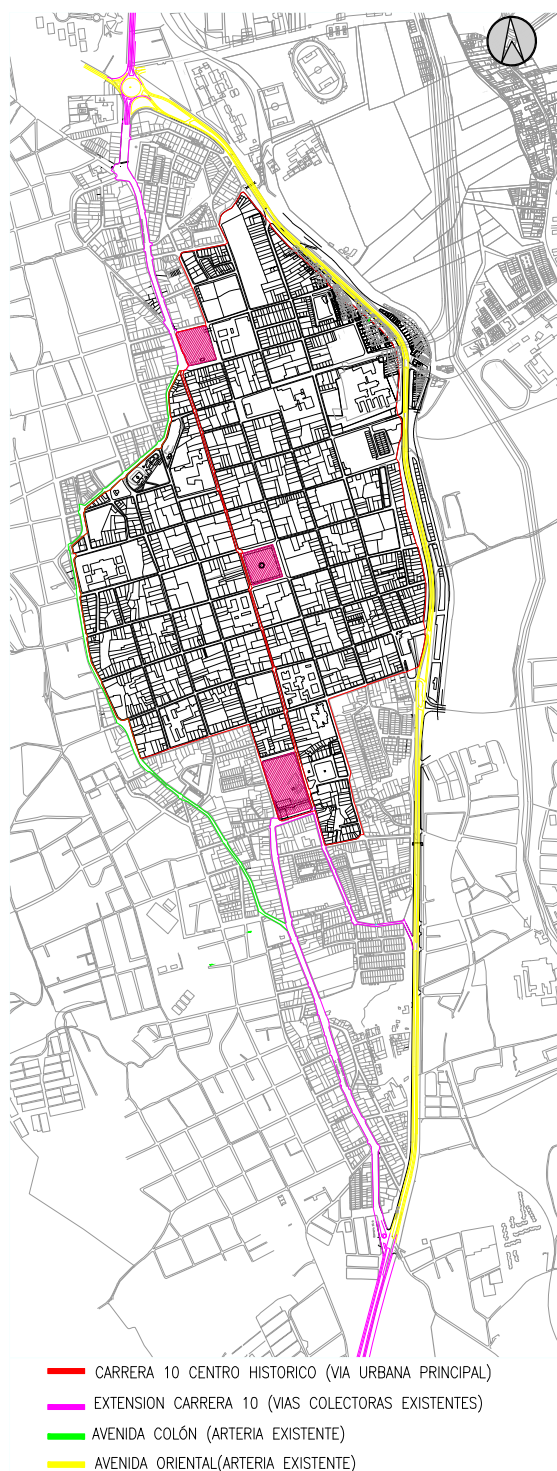 CARRERA 10 CENTRO HISTORICO (VIA URBANA PRINCIPAL)
EXTENSION CARRERA 10 (VIAS COLECTORAS EXISTENTES)
AVENIDA COLÓN (ARTERIA EXISTENTE)
AVENIDA ORIENTAL(ARTERIA EXISTENTE)